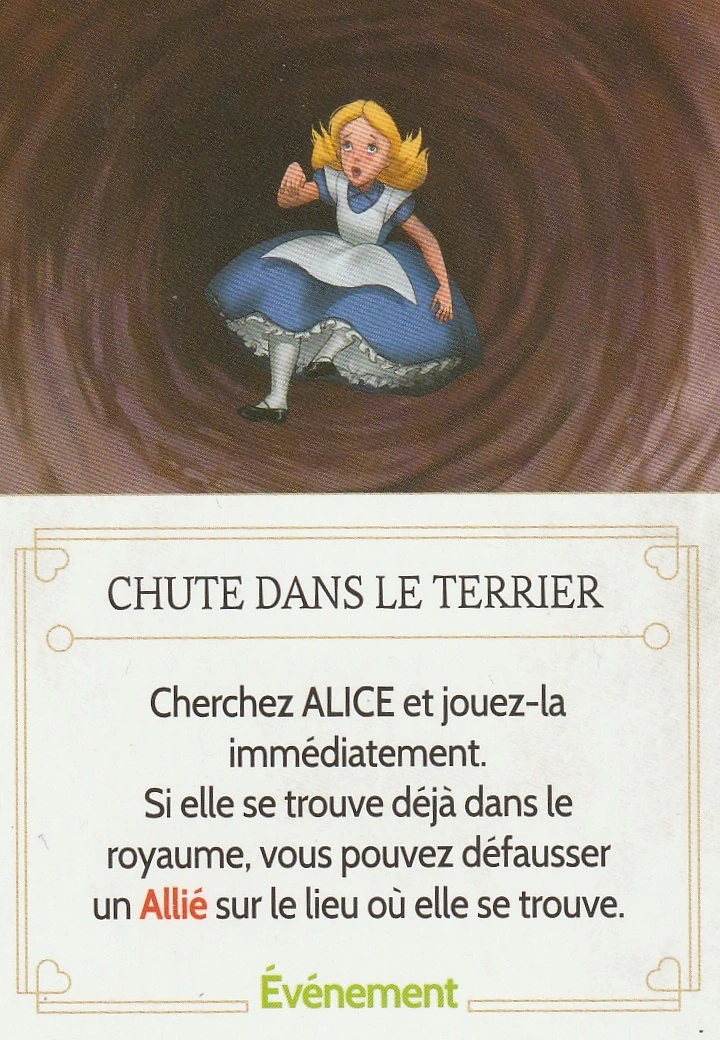 CHUTE DANS LE TERRIER
Cherchez ALICE et jouez-la
immédiatement.
Si elle se trouve déjà dans le
royaume, vous pouvez défausser
un Allié sur le lieu où elle se trouve.
Événement